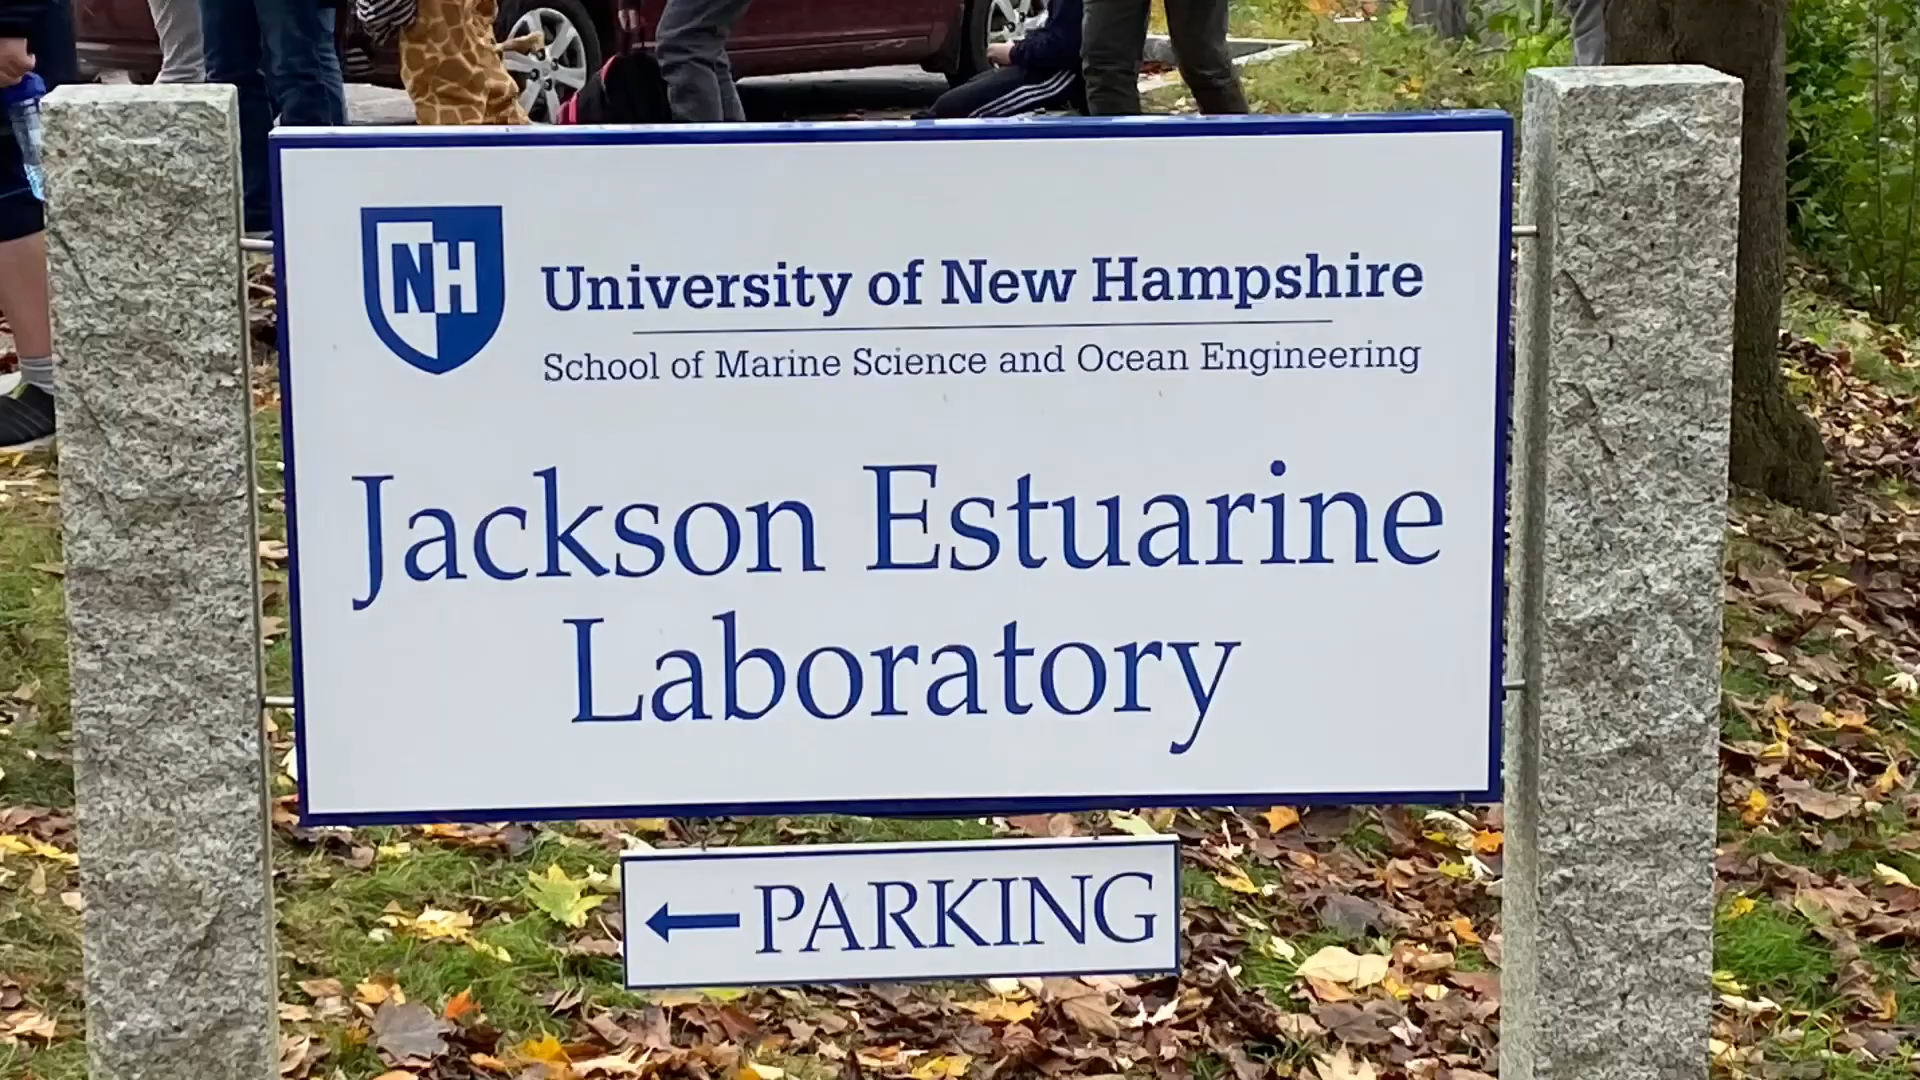 NH
University of New Hampshire
School of Marine Science and Ocean Engineering
Jackson Estuarine
Laboratory
←PARKING